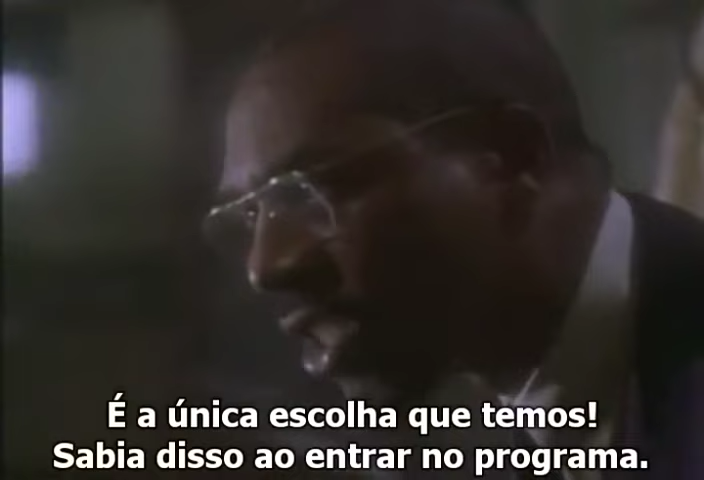 É a única escolha que temos!
Sabia disso ao entrar no programa.